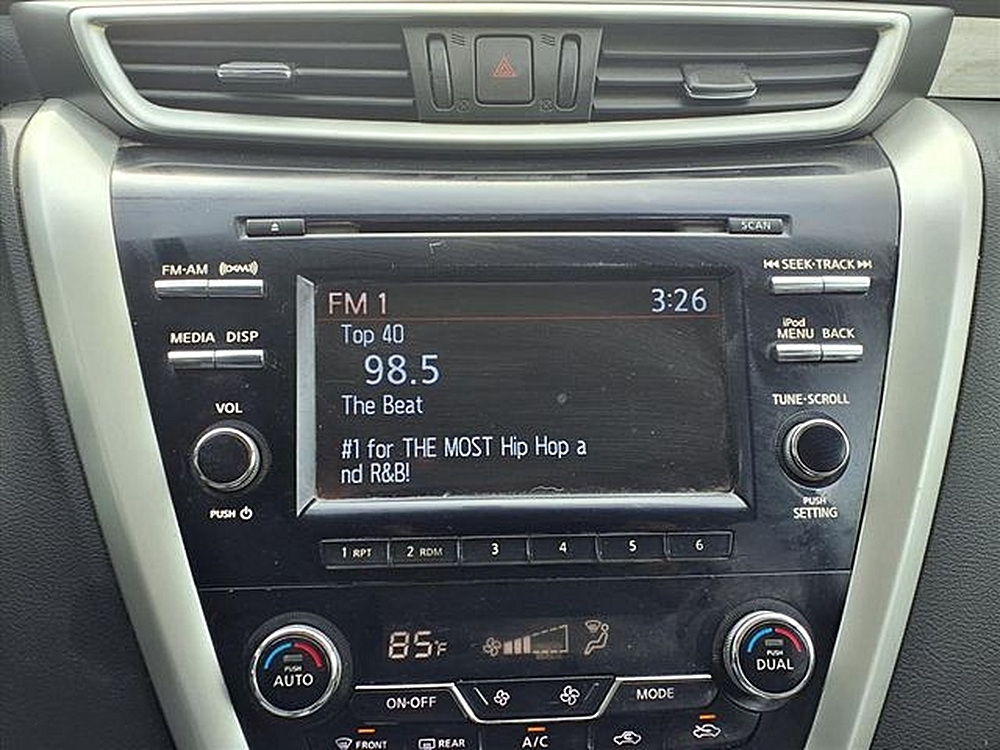 SCAN
FM·AM ((XM))
SEEK·TRACK
FM 1 3:26
Top 40
98.5
The Beat
#1 for THE MOST Hip Hop a
nd R&B!
MEDIA DISP
iPod
MENU BACK
VOL
TUNE·SCROLL
PUSH
PUSH
SETTING
1 RPT 2 RDM 3 4 5 6
85°F
PUSH
AUTO
PUSH
DUAL
ON·OFF
MODE
FRONT
REAR
A/C